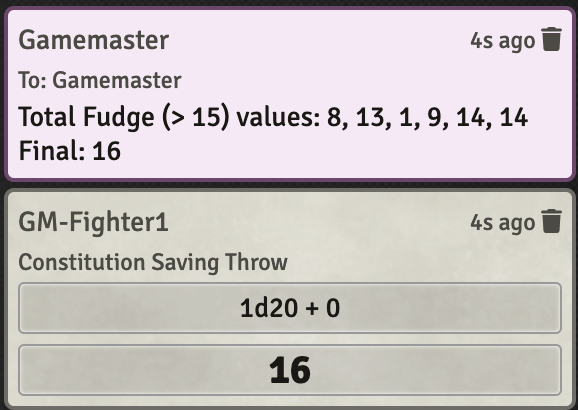 Gamemaster 4s ago
To: Gamemaster
Total Fudge (> 15) values: 8, 13, 1, 9, 14, 14
Final: 16
GM-Fighter1 4s ago
Constitution Saving Throw
1d20 + 0
16